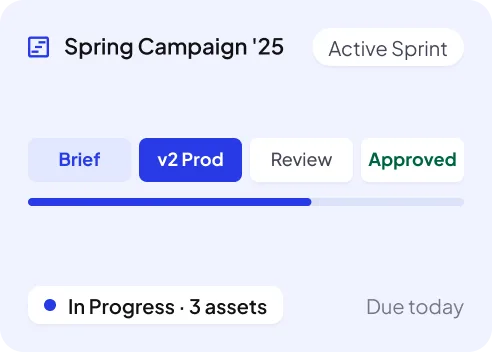 Spring Campaign '25
Active Sprint
Brief
v2 Prod
Review
Approved
In Progress · 3 assets
Due today